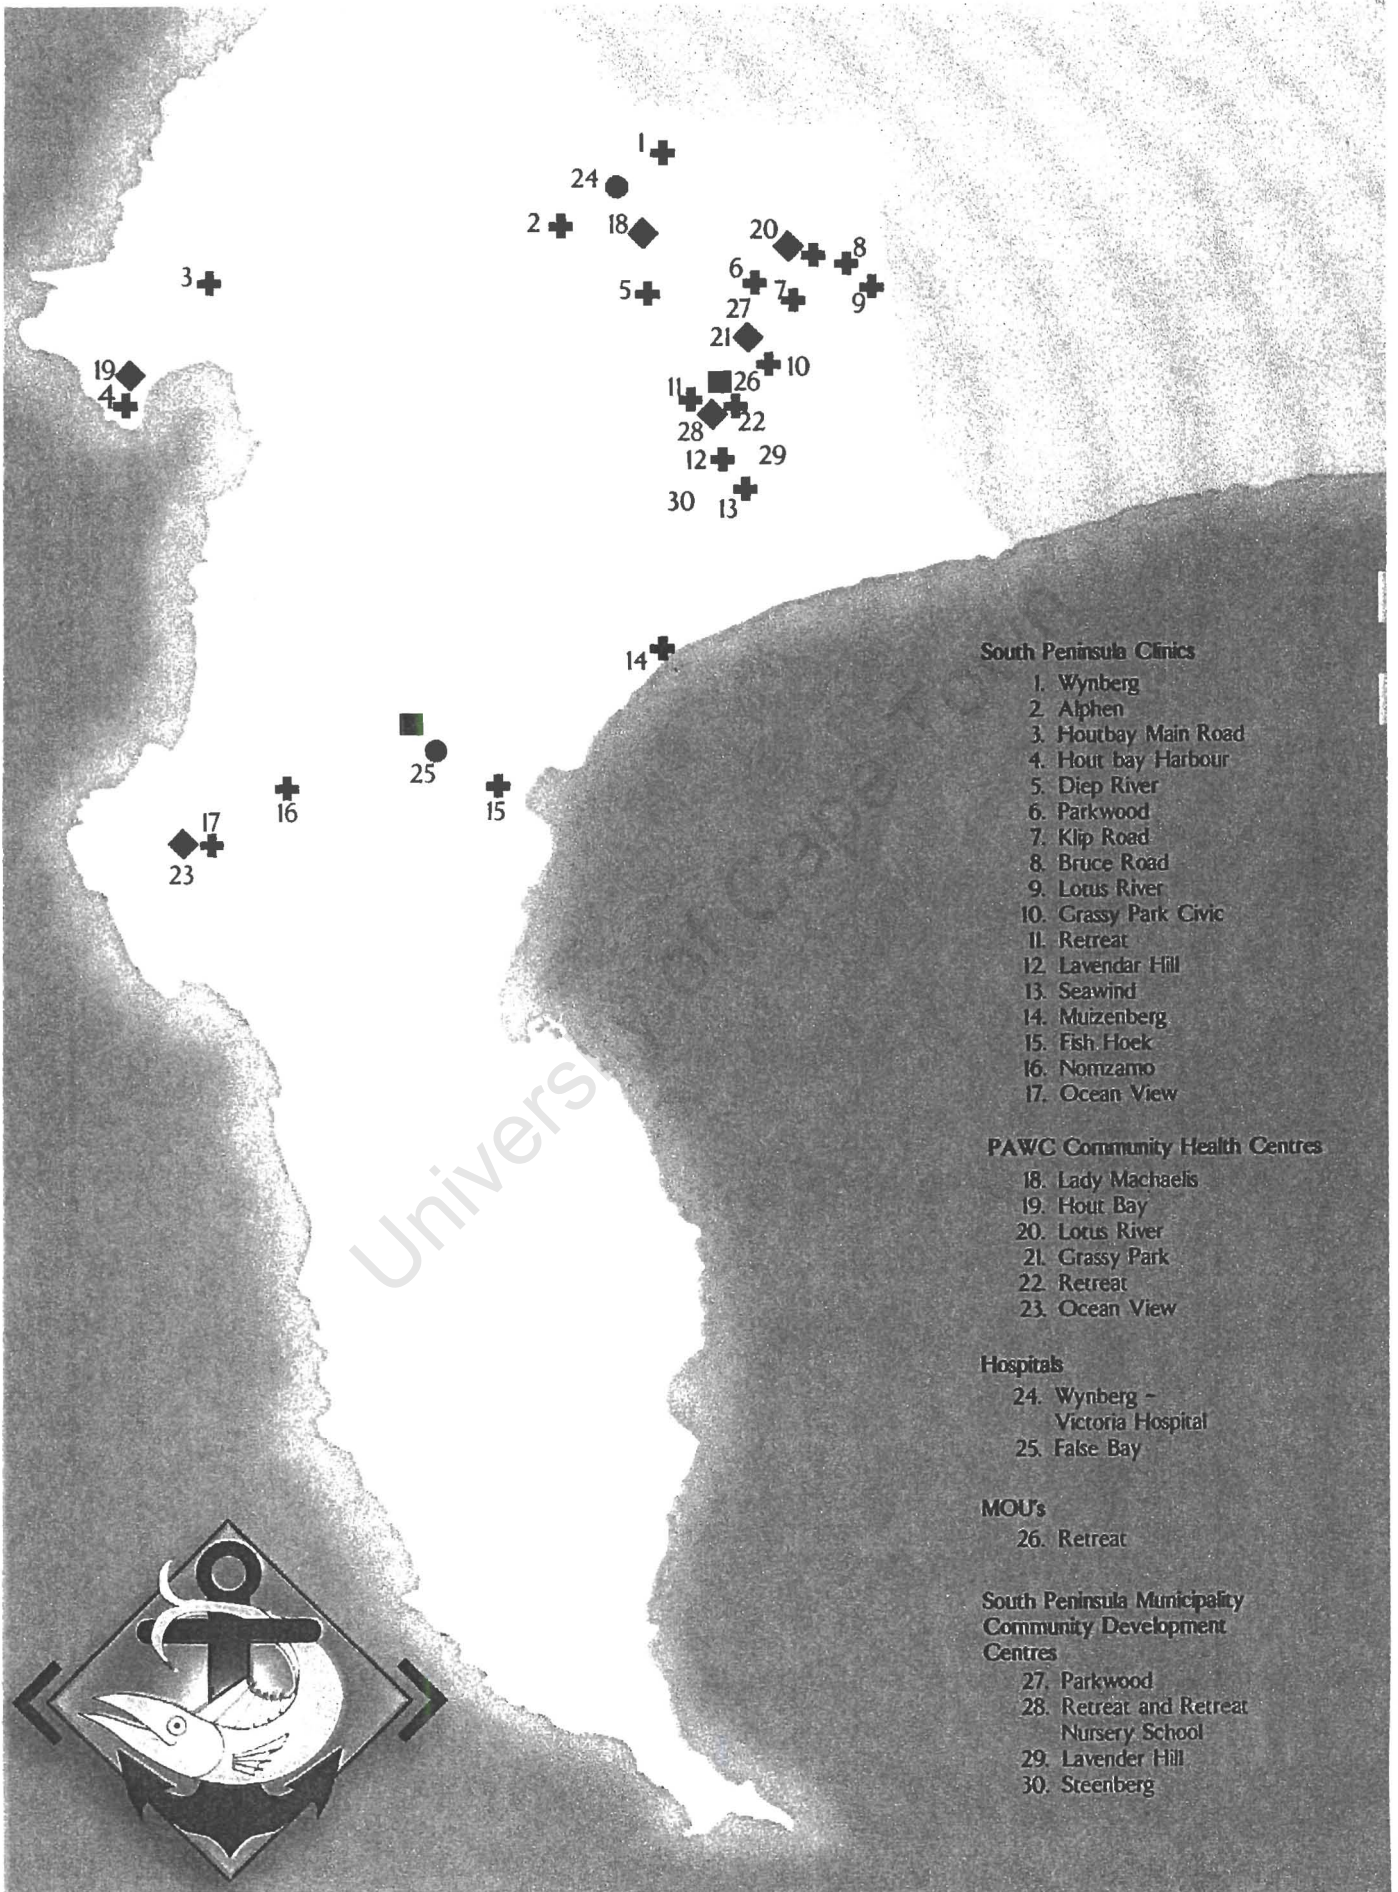 1
24
2
18
20
8
3
6
5
7
9
27
21
19
10
26
11
4
22
28
12
29
30
13
14
25
16
15
17
23
South Peninsula Clinics
1. Wynberg
2. Alphen
3. Houtbay Main Road
4. Hout bay Harbour
5. Diep River
6. Parkwood
7. Klip Road
8. Bruce Road
9. Lotus River
10. Grassy Park Civic
11. Retreat
12. Lavendar Hill
13. Seawind
14. Muizenberg
15. Fish Hoek
16. Nomzamo
17. Ocean View
PAWC Community Health Centres
18. Lady Machaelis
19. Hout Bay
20. Lotus River
21. Grassy Park
22. Retreat
23. Ocean View
Hospitals
24. Wynberg -
Victoria Hospital
25. False Bay
MOU's
26. Retreat
South Peninsula Municipality
Community Development
Centres
27. Parkwood
28. Retreat and Retreat
Nursery School
29. Lavender Hill
30. Steenberg
University of Cape Town